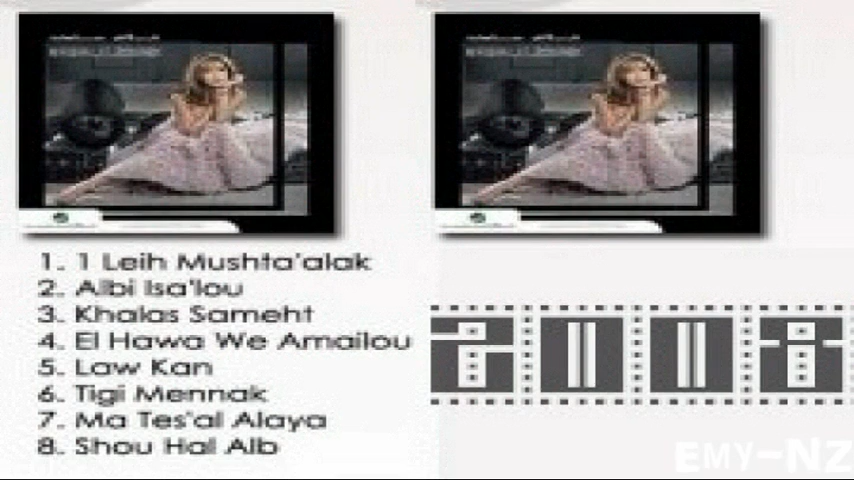 1. 1 Leih Mushta'alak
2. Albi Isa'lou
3. Khalas Sameht
4. El Hawa We Amailou
5. Law Kan
6. Tigi Mennak
7. Ma Tes'al Alaya
8. Shou Hal Alb
2008
EMY-NZ